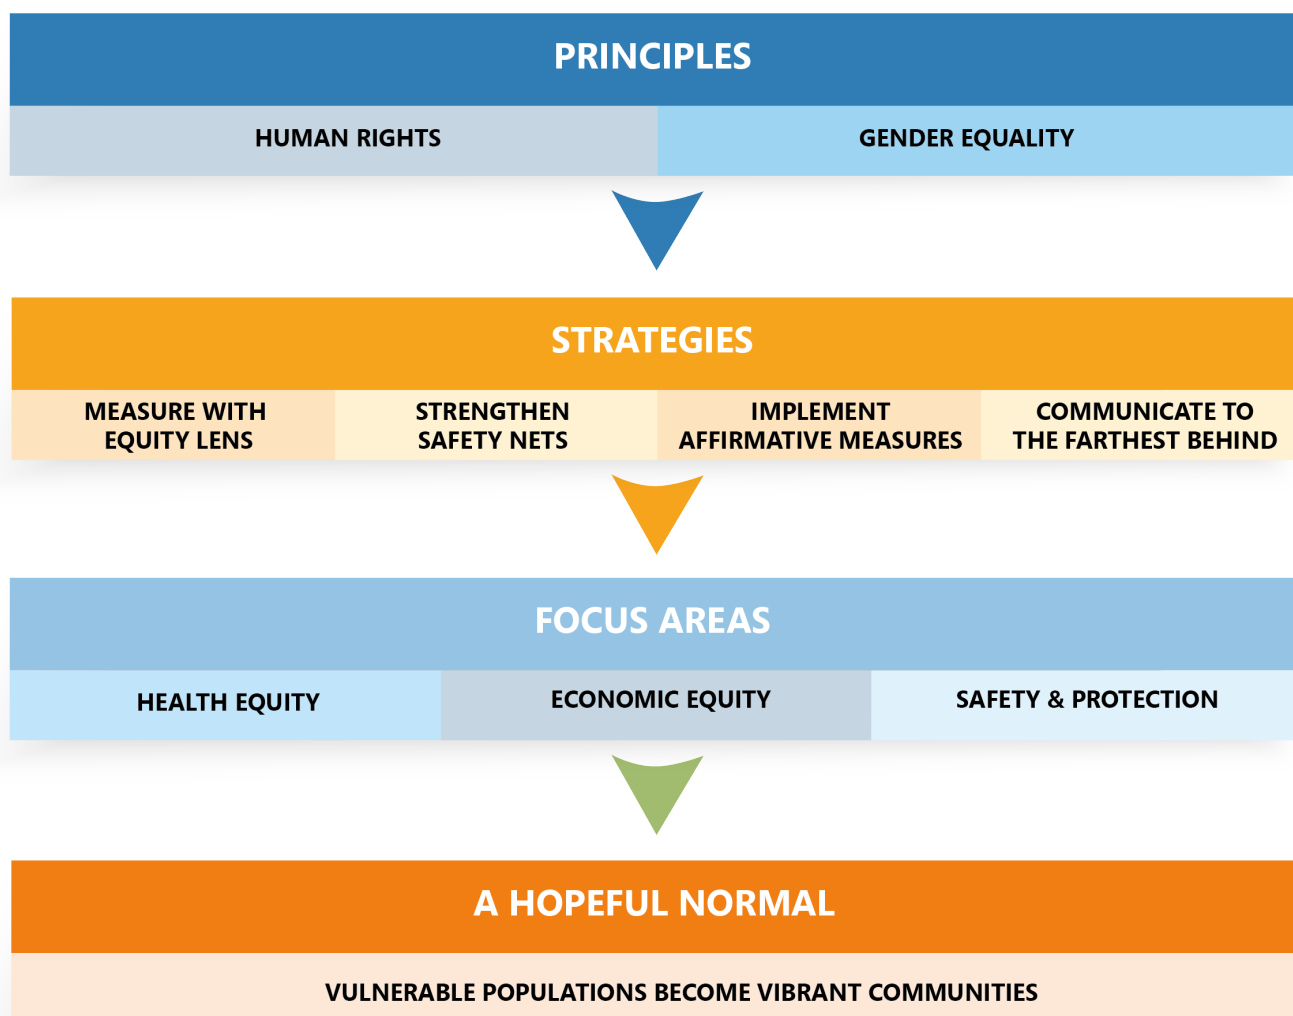 PRINCIPLES
HUMAN RIGHTS
GENDER EQUALITY
STRATEGIES
MEASURE WITH
EQUITY LENS
STRENGTHEN
SAFETY NETS
IMPLEMENT
AFFIRMATIVE MEASURES
COMMUNICATE TO
THE FARTHEST BEHIND
FOCUS AREAS
HEALTH EQUITY
ECONOMIC EQUITY
SAFETY & PROTECTION
A HOPEFUL NORMAL
VULNERABLE POPULATIONS BECOME VIBRANT COMMUNITIES